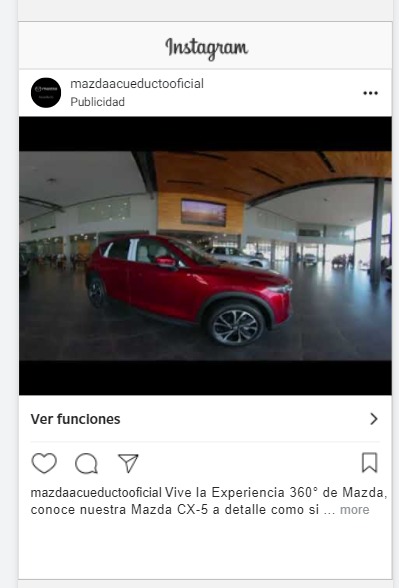 Instagram
mazdaacueductooficial
Publicidad
Ver funciones
mazdaacueductooficial Vive la Experiencia 360° de Mazda,
conoce nuestra Mazda CX-5 a detalle como si ... more